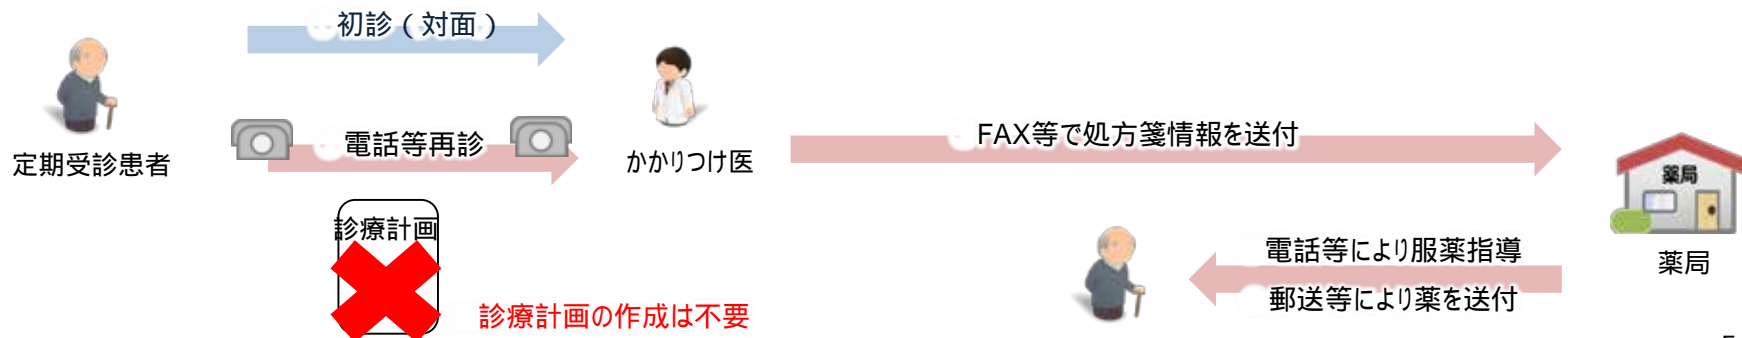 初診（対面）
電話等再診
定期受診患者
かかりつけ医
診療計画
診療計画の作成は不要
FAX等で処方箋情報を送付
薬局
薬局
電話等により服薬指導
郵送等により薬を送付